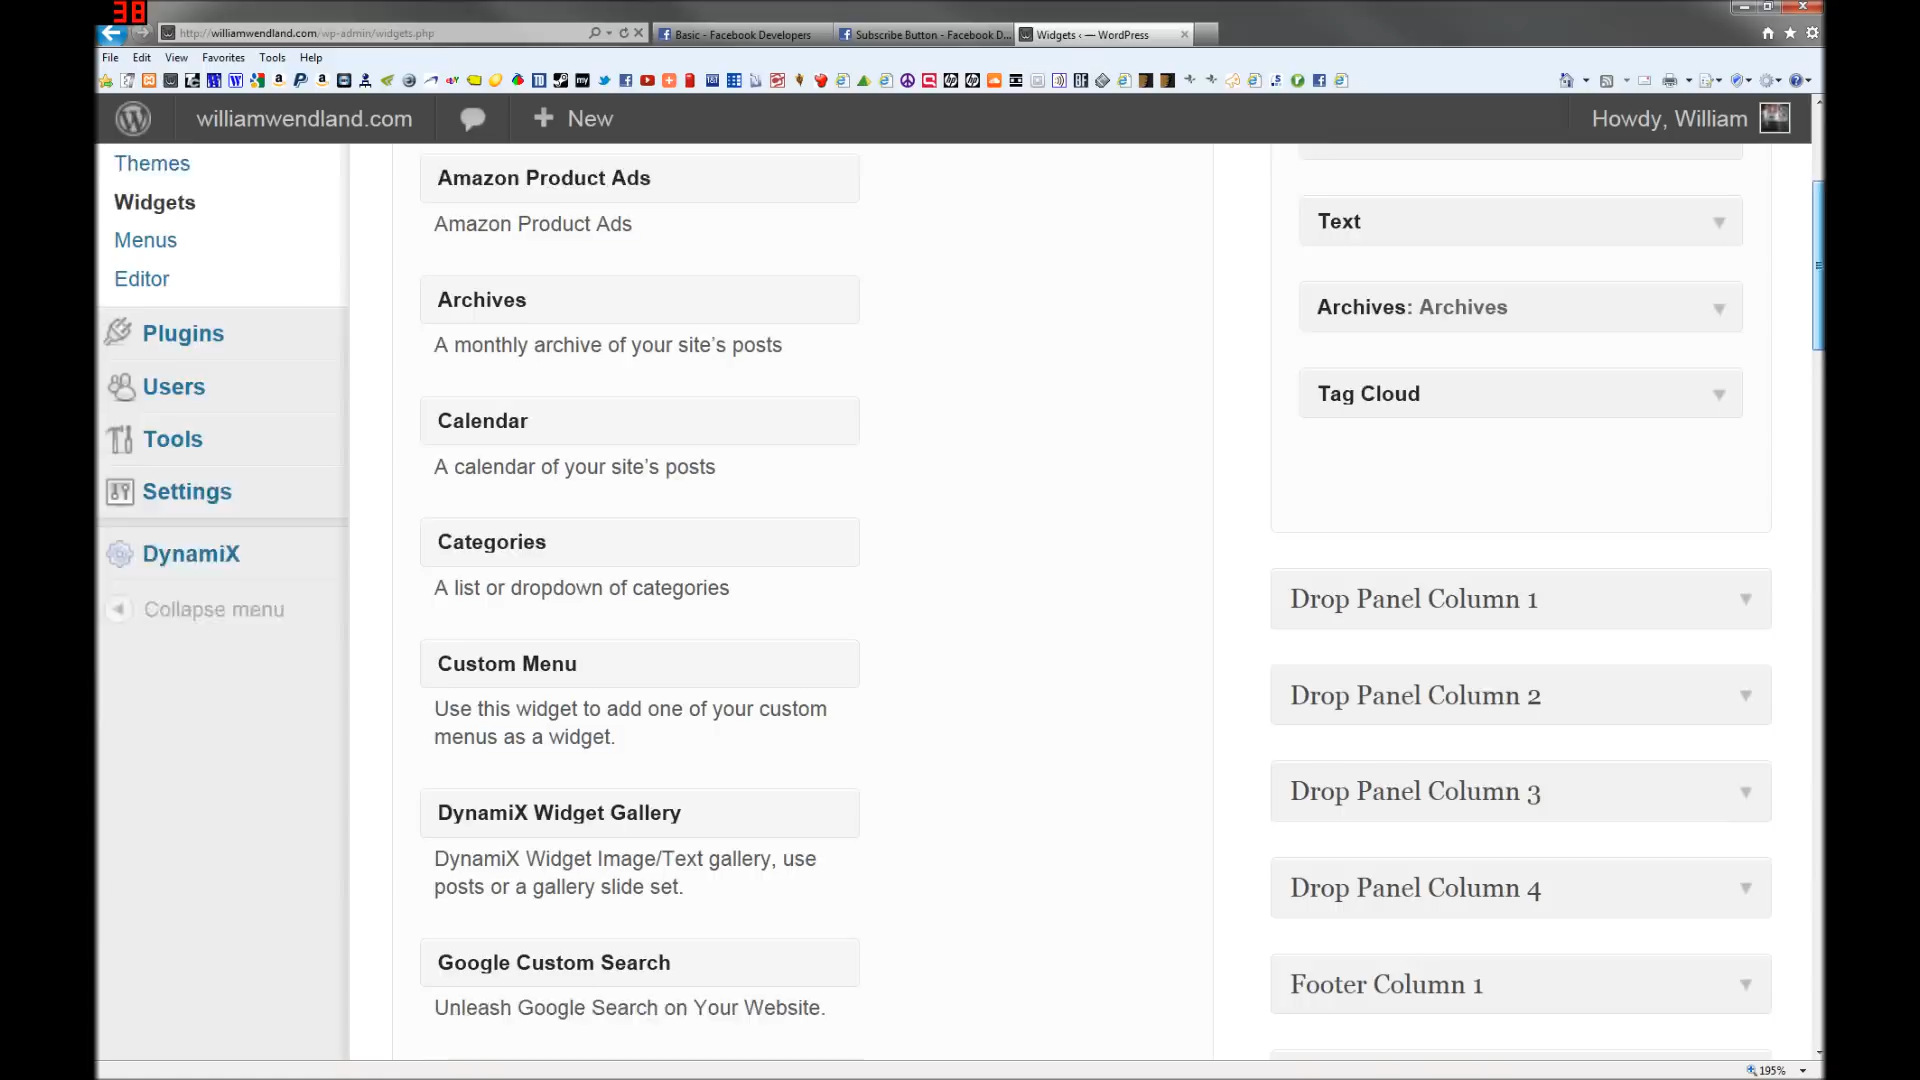 38
http://williamwendland.com/wp-admin/widgets.php
Basic - Facebook Developers
Subscribe Button - Facebook D...
Widgets ‹ — WordPress
File Edit View Favorites Tools Help
williamwendland.com
New
Howdy, William
Themes
Widgets
Menus
Editor
Plugins
Users
Tools
Settings
DynamiX
Collapse menu
Amazon Product Ads
Amazon Product Ads
Archives
A monthly archive of your site’s posts
Calendar
A calendar of your site’s posts
Categories
A list or dropdown of categories
Custom Menu
Use this widget to add one of your custom
menus as a widget.
DynamiX Widget Gallery
DynamiX Widget Image/Text gallery, use
posts or a gallery slide set.
Google Custom Search
Unleash Google Search on Your Website.
Text
Archives: Archives
Tag Cloud
Drop Panel Column 1
Drop Panel Column 2
Drop Panel Column 3
Drop Panel Column 4
Footer Column 1
195%